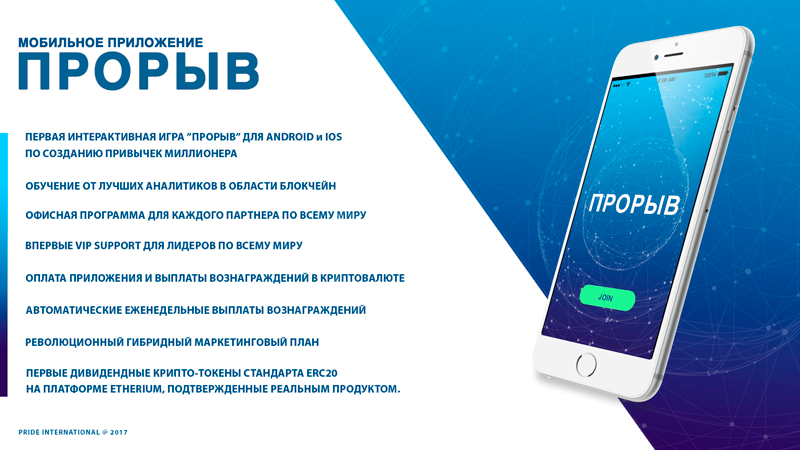 МОБИЛЬНОЕ ПРИЛОЖЕНИЕ
ПРОРЫВ
ПЕРВАЯ ИНТЕРАКТИВНАЯ ИГРА "ПРОРЫВ" ДЛЯ ANDROID и IOS
ПО СОЗДАНИЮ ПРИВЫЧЕК МИЛЛИОНЕРА
ОБУЧЕНИЕ ОТ ЛУЧШИХ АНАЛИТИКОВ В ОБЛАСТИ БЛОКЧЕЙН
ОФИСНАЯ ПРОГРАММА ДЛЯ КАЖДОГО ПАРТНЕРА ПО ВСЕМУ МИРУ
ВПЕРВЫЕ VIP SUPPORT ДЛЯ ЛИДЕРОВ ПО ВСЕМУ МИРУ
ОПЛАТА ПРИЛОЖЕНИЯ И ВЫПЛАТЫ ВОЗНАГРАЖДЕНИЙ В КРИПТОВАЛЮТЕ
АВТОМАТИЧЕСКИЕ ЕЖЕНЕДЕЛЬНЫЕ ВЫПЛАТЫ ВОЗНАГРАЖДЕНИЙ
РЕВОЛЮЦИОННЫЙ ГИБРИДНЫЙ МАРКЕТИНГОВЫЙ ПЛАН
ПЕРВЫЕ ДИВИДЕНДНЫЕ КРИПТО-ТОКЕНЫ СТАНДАРТА ERC20
НА ПЛАТФОРМЕ ETHERIUM, ПОДТВЕРЖДЕННЫЕ РЕАЛЬНЫМ ПРОДУКТОМ.
PRIDE INTERNATIONAL @ 2017
100%
ПРОРЫВ
JOIN